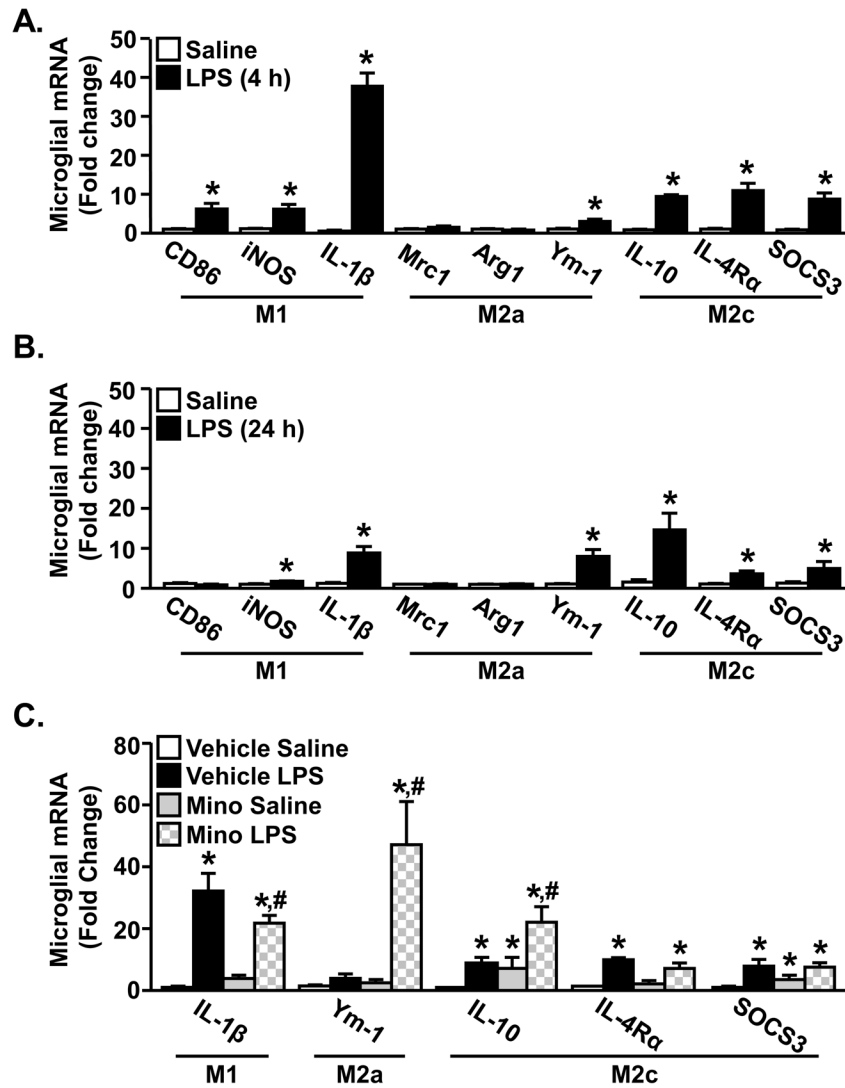 A.
Microglial mRNA
(Fold change)
50
40
30
20
10
0
Saline
LPS (4 h)
*
*
*
*
*
*
*
CD86
iNOS
IL-1β
Mrc1
Arg1
Ym-1
IL-10
IL-4Rα
SOCS3
M1
M2a
M2c
B.
Microglial mRNA
(Fold change)
50
40
30
20
10
0
Saline
LPS (24 h)
*
*
*
*
*
*
CD86
iNOS
IL-1β
Mrc1
Arg1
Ym-1
IL-10
IL-4Rα
SOCS3
M1
M2a
M2c
C.
Microglial mRNA
(Fold Change)
80
60
40
20
0
Vehicle Saline
Vehicle LPS
Mino Saline
Mino LPS
*
*,#
*,#
*
*
*,#
*
*
*
*
*
IL-1β
Ym-1
IL-10
IL-4Rα
SOCS3
M1
M2a
M2c